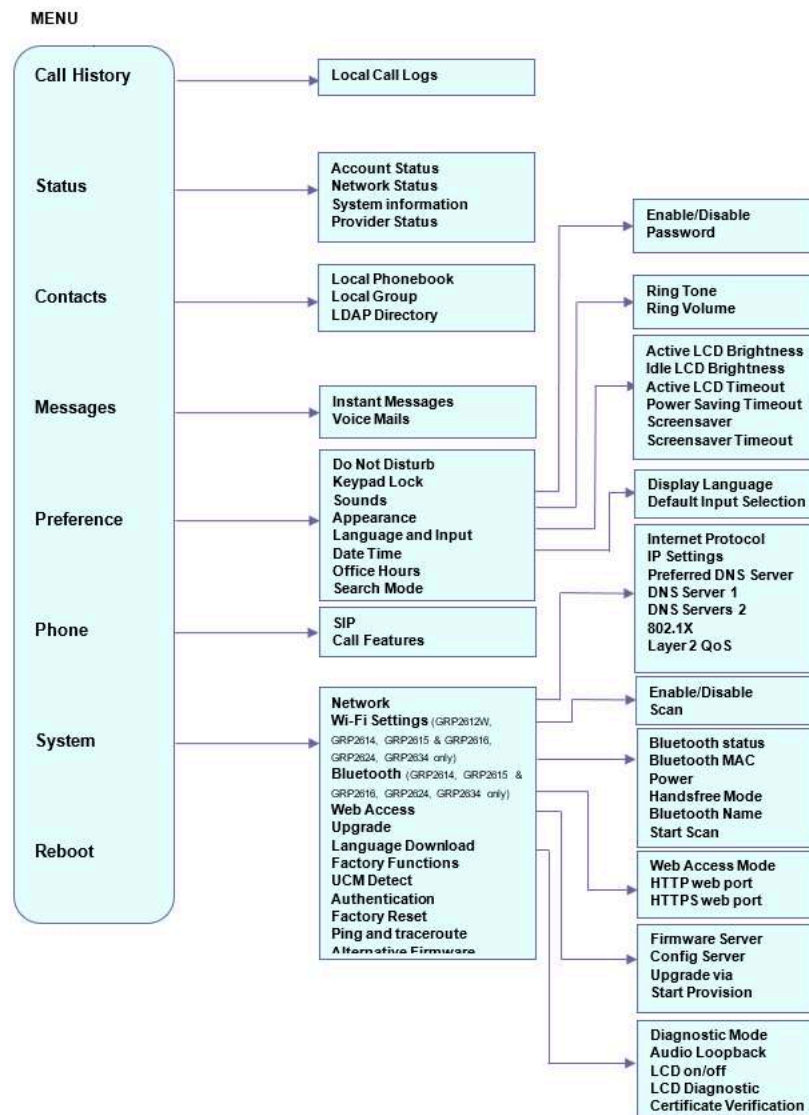 MENU
Call History
Local Call Logs
Status
Account Status
Network Status
System information
Provider Status
Contacts
Local Phonebook
Local Group
LDAP Directory
Messages
Instant Messages
Voice Mails
Preference
Do Not Disturb
Keypad Lock
Sounds
Appearance
Language and Input
Date Time
Office Hours
Search Mode
Enable/Disable
Password
Ring Tone
Ring Volume
Active LCD Brightness
Idle LCD Brightness
Active LCD Timeout
Power Saving Timeout
Screensaver
Screensaver Timeout
Display Language
Default Input Selection
Phone
SIP
Call Features
System
Network
Wi-Fi Settings (GRP2612W,
GRP2614, GRP2615 & GRP2616,
GRP2624, GRP2634 only)
Bluetooth (GRP2614, GRP2615 &
GRP2616, GRP2624, GRP2634 only)
Web Access
Upgrade
Language Download
Factory Functions
UCM Detect
Authentication
Factory Reset
Ping and traceroute
Alternative Firmware
Internet Protocol
IP Settings
Preferred DNS Server
DNS Server 1
DNS Servers 2
802.1X
Layer 2 QoS
Enable/Disable
Scan
Bluetooth status
Bluetooth MAC
Power
Handsfree Mode
Bluetooth Name
Start Scan
Web Access Mode
HTTP web port
HTTPS web port
Firmware Server
Config Server
Upgrade via
Start Provision
Diagnostic Mode
Audio Loopback
LCD on/off
LCD Diagnostic
Certificate Verification
Reboot